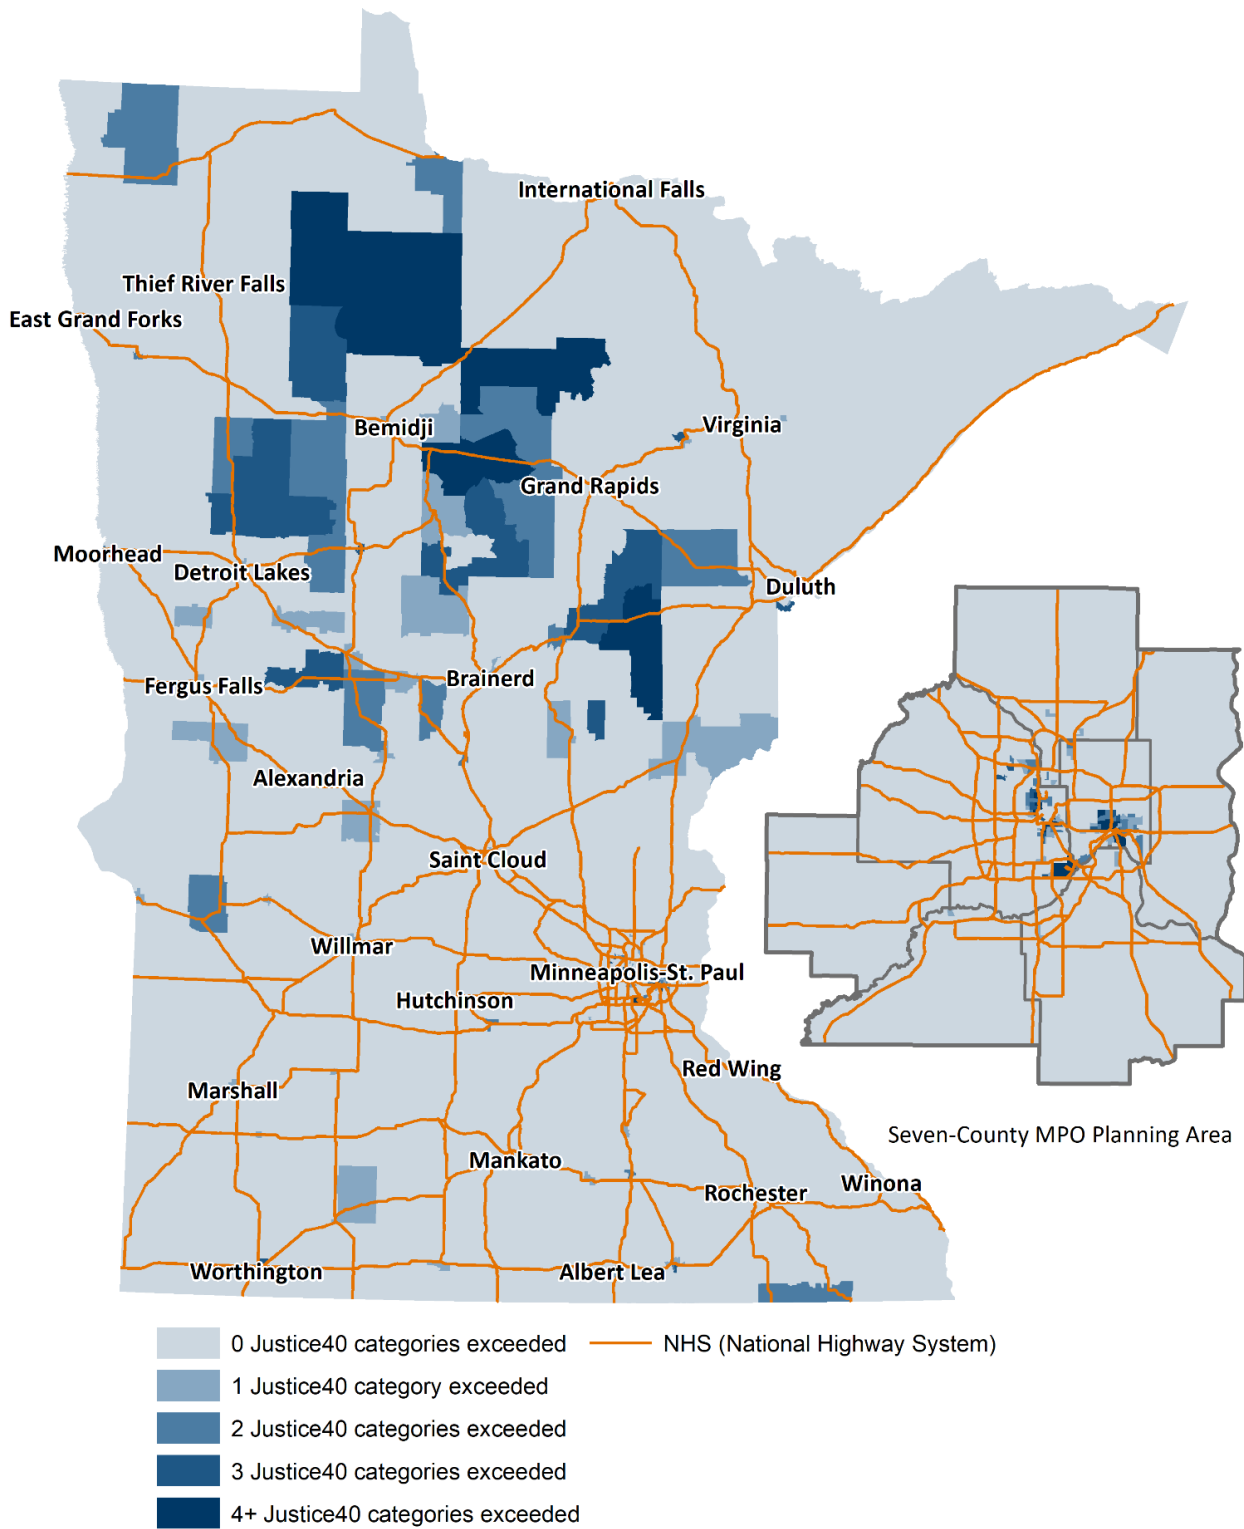 International Falls
Thief River Falls
East Grand Forks
Bemidji
Virginia
Grand Rapids
Moorhead
Detroit Lakes
Duluth
Fergus Falls
Brainerd
Alexandria
Saint Cloud
Willmar
Minneapolis-St. Paul
Hutchinson
Red Wing
Marshall
Seven-County MPO Planning Area
Mankato
Rochester
Winona
Worthington
Albert Lea
0 Justice40 categories exceeded
NHS (National Highway System)
1 Justice40 category exceeded
2 Justice40 categories exceeded
3 Justice40 categories exceeded
4+ Justice40 categories exceeded